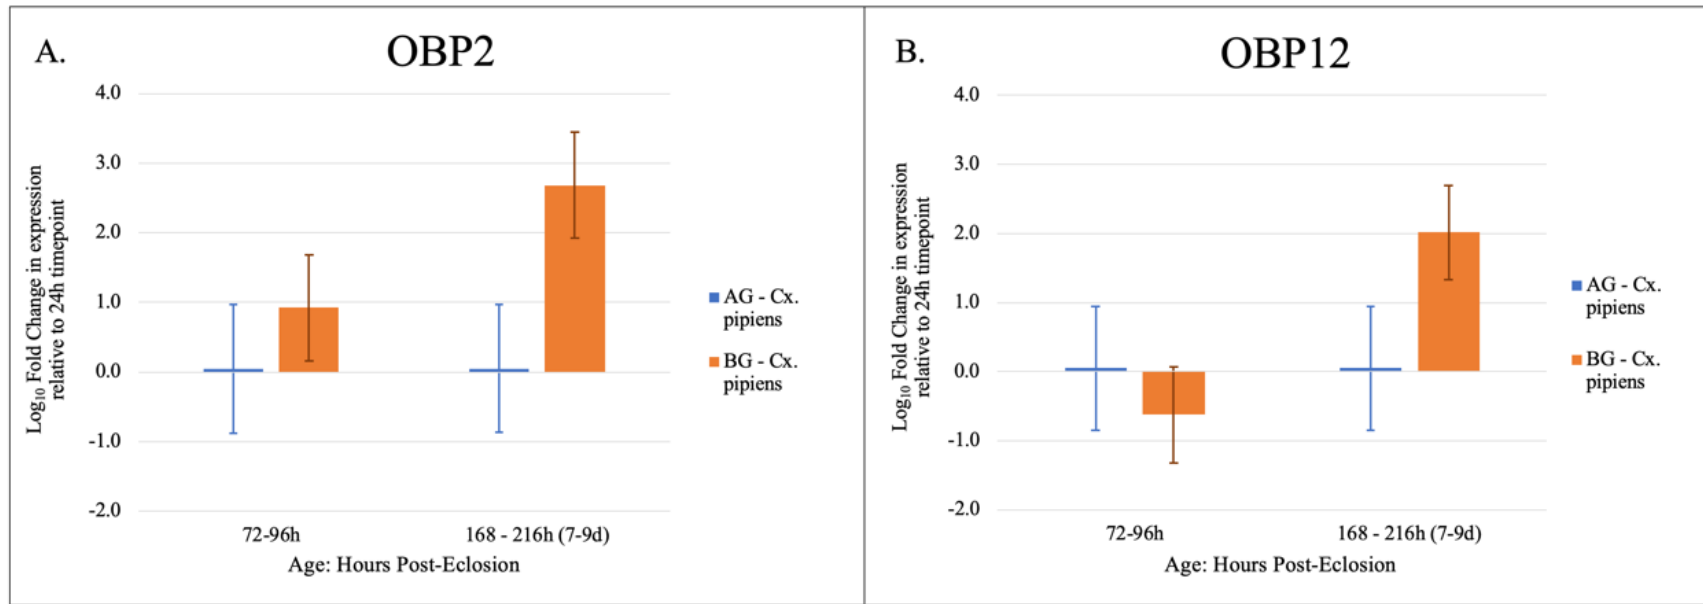 A.
OBP2
4.0
3.0
2.0
1.0
0.0
-1.0
-2.0
Log₁₀ Fold Change in expression
relative to 24h timepoint
72-96h
168 - 216h (7-9d)
Age: Hours Post-Eclosion
AG - Cx.
pipiens
BG - Cx.
pipiens
B.
OBP12
4.0
3.0
2.0
1.0
0.0
-1.0
-2.0
Log₁₀ Fold Change in expression
relative to 24h timepoint
72-96h
168 - 216h (7-9d)
Age: Hours Post-Eclosion
AG - Cx.
pipiens
BG - Cx.
pipiens